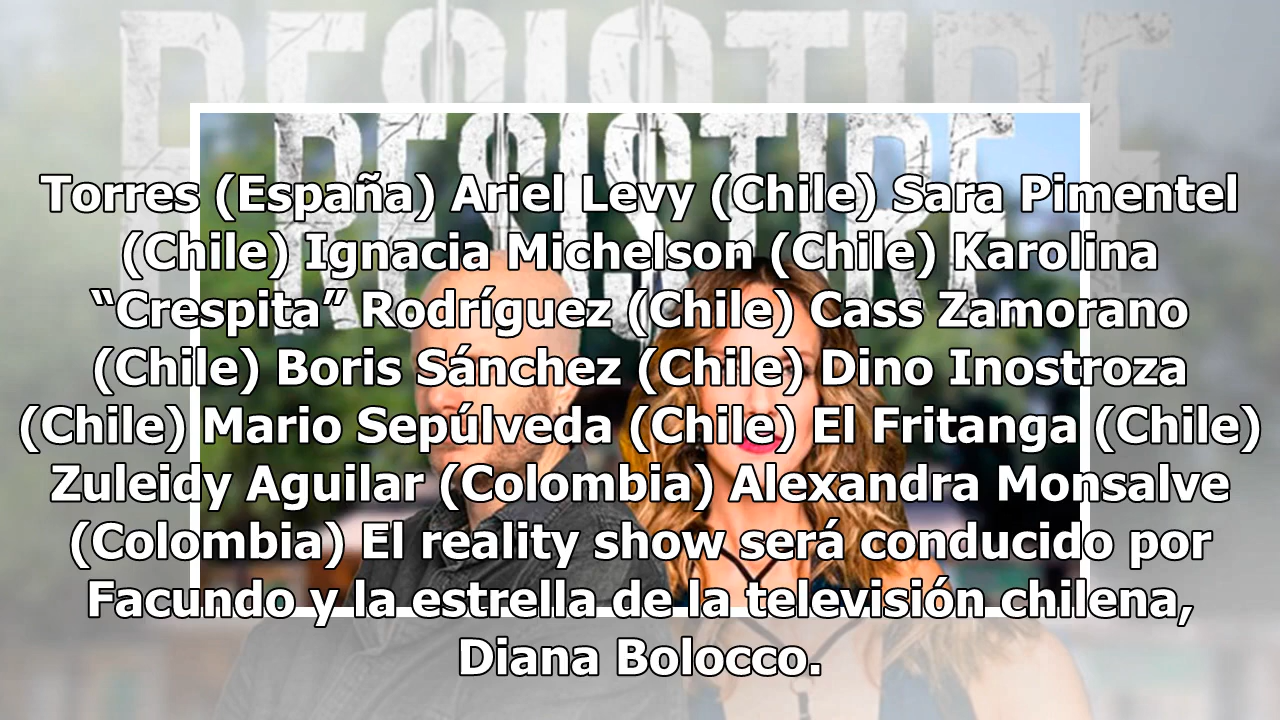 RESISTIRE
RESISTIRE
Torres (España) Ariel Levy (Chile) Sara Pimentel
(Chile) Ignacia Michelson (Chile) Karolina
“Crespita” Rodríguez (Chile) Cass Zamorano
(Chile) Boris Sánchez (Chile) Dino Inostroza
(Chile) Mario Sepúlveda (Chile) El Fritanga (Chile)
Zuleidy Aguilar (Colombia) Alexandra Monsalve
(Colombia) El reality show será conducido por
Facundo y la estrella de la televisión chilena,
Diana Bolocco.